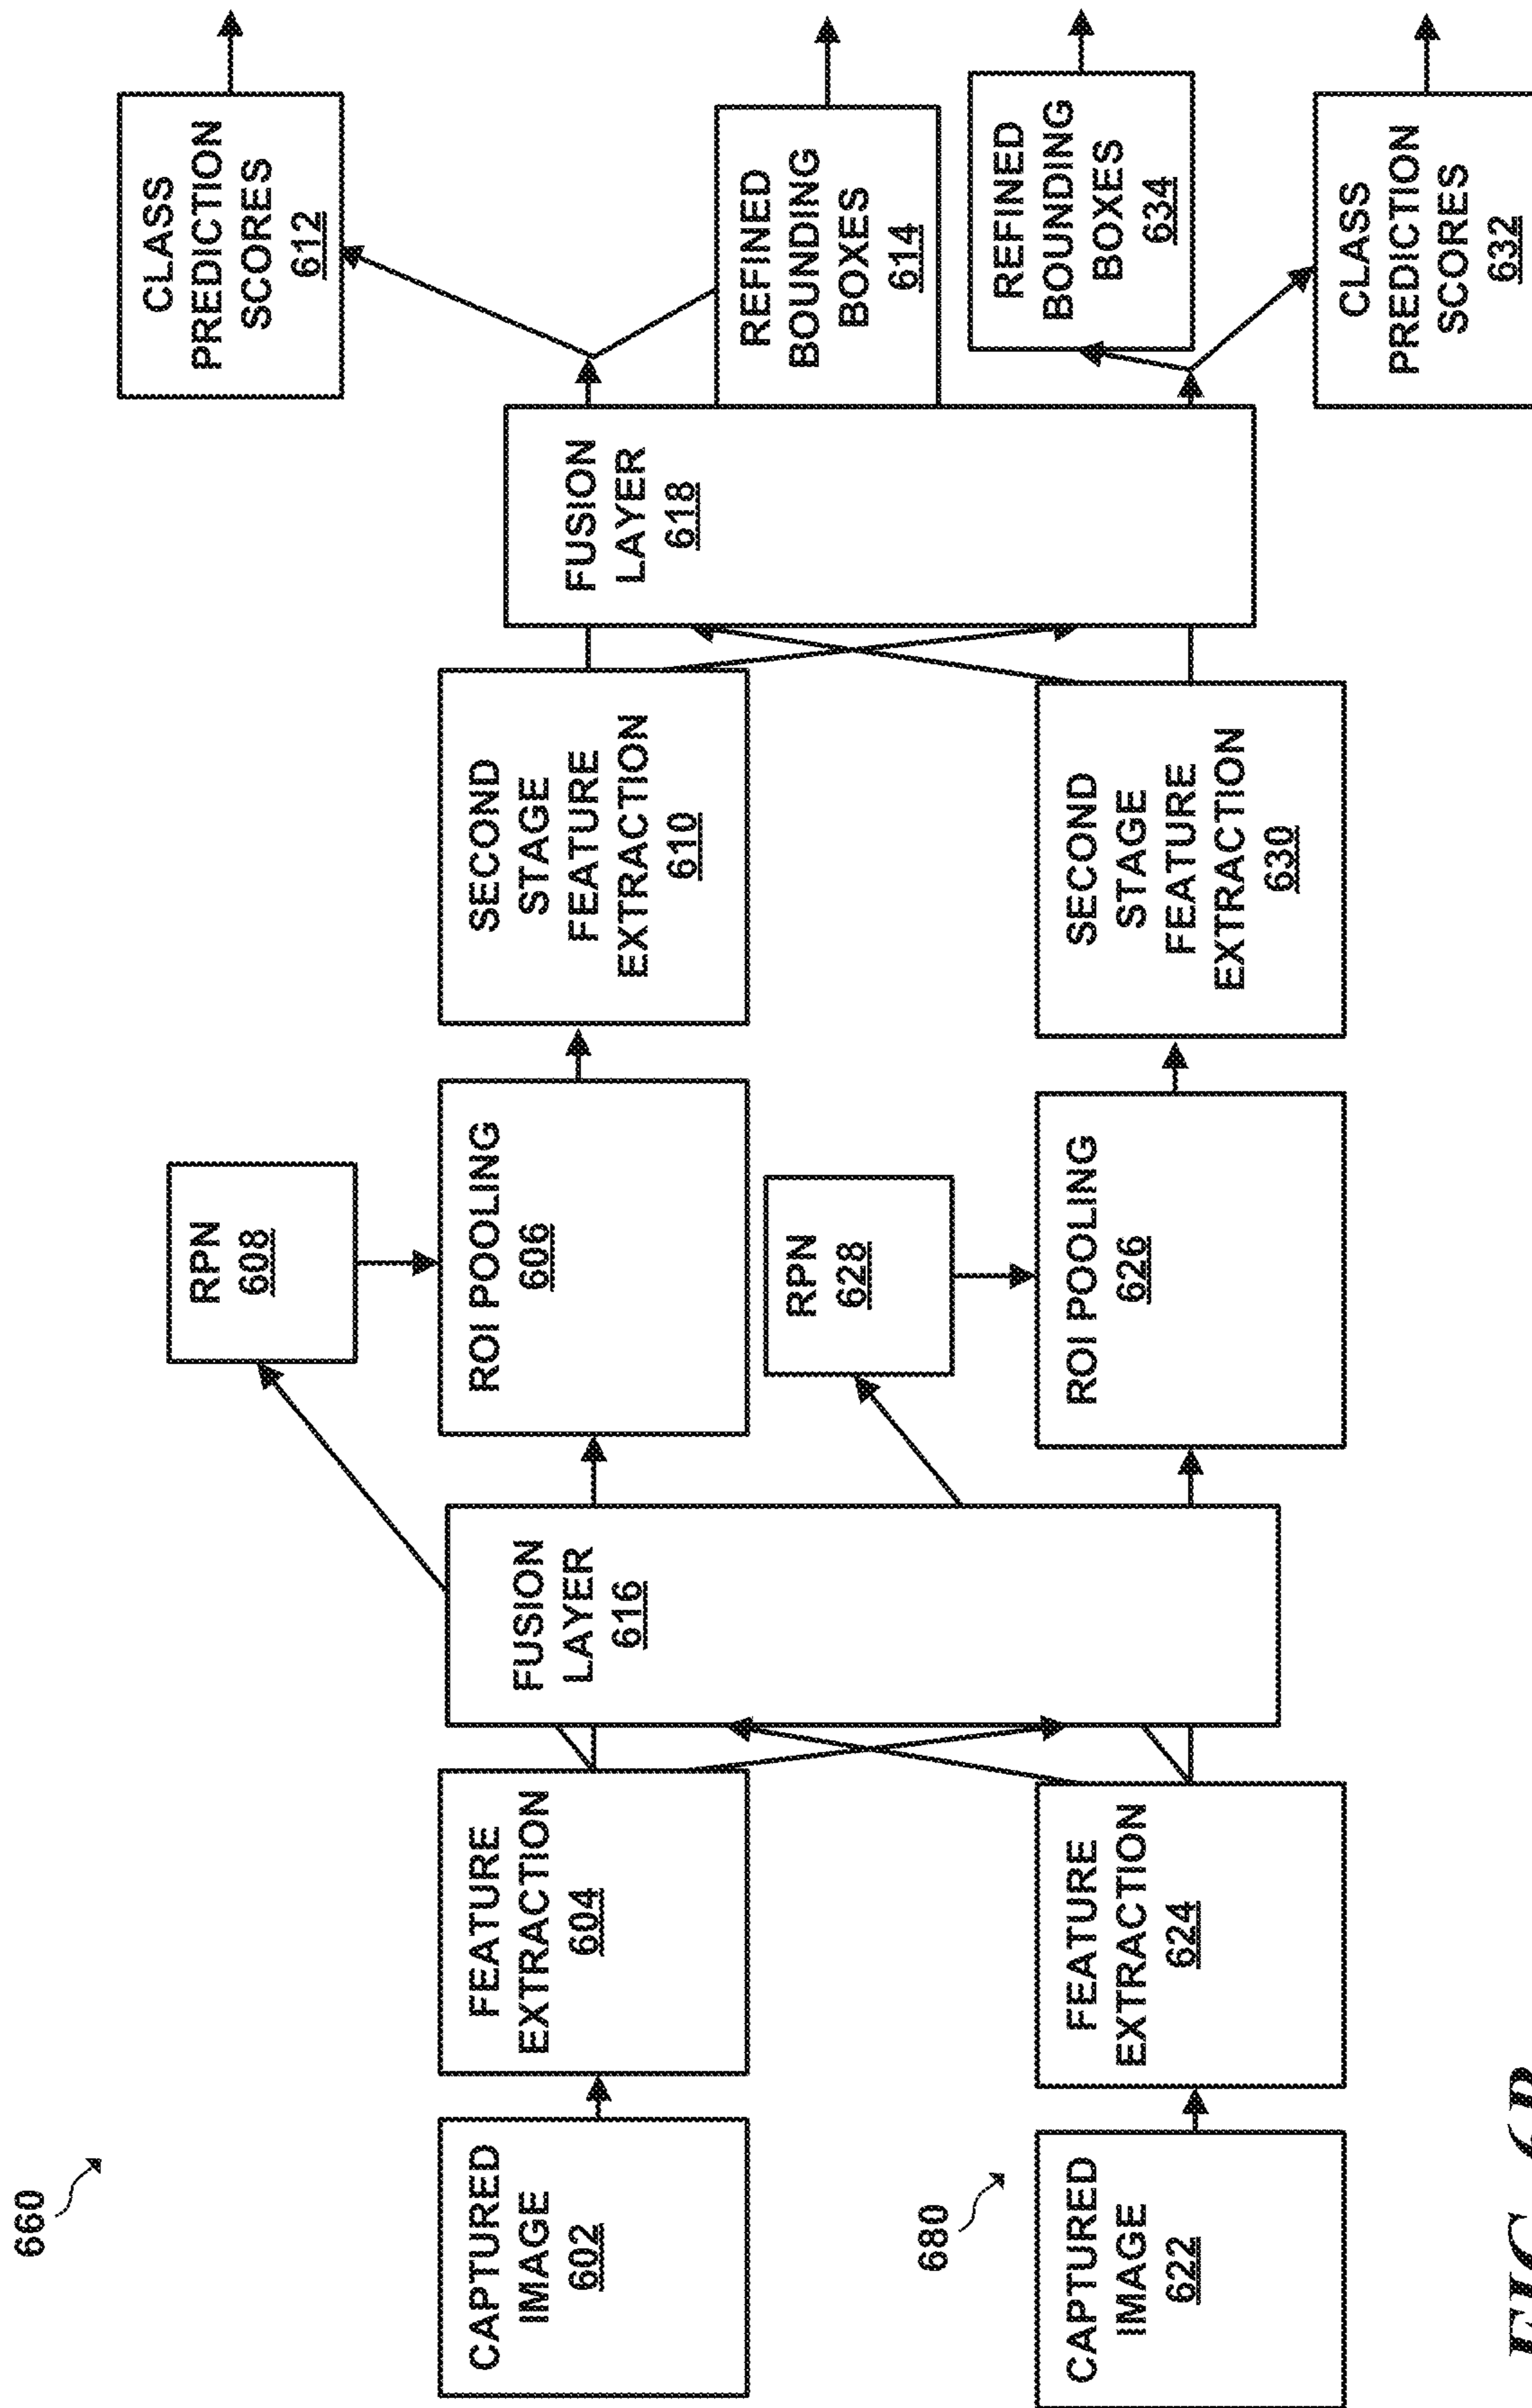 660
CAPTURED
IMAGE
602
FEATURE
EXTRACTION
604
FUSION
LAYER
616
RPN
608
ROI POOLING
606
SECOND
STAGE
FEATURE
EXTRACTION
610
FUSION
LAYER
618
CLASS
PREDICTION
SCORES
612
REFINED
BOUNDING
BOXES
614
680
CAPTURED
IMAGE
622
FEATURE
EXTRACTION
624
RPN
628
ROI POOLING
626
SECOND
STAGE
FEATURE
EXTRACTION
630
REFINED
BOUNDING
BOXES
634
CLASS
PREDICTION
SCORES
632